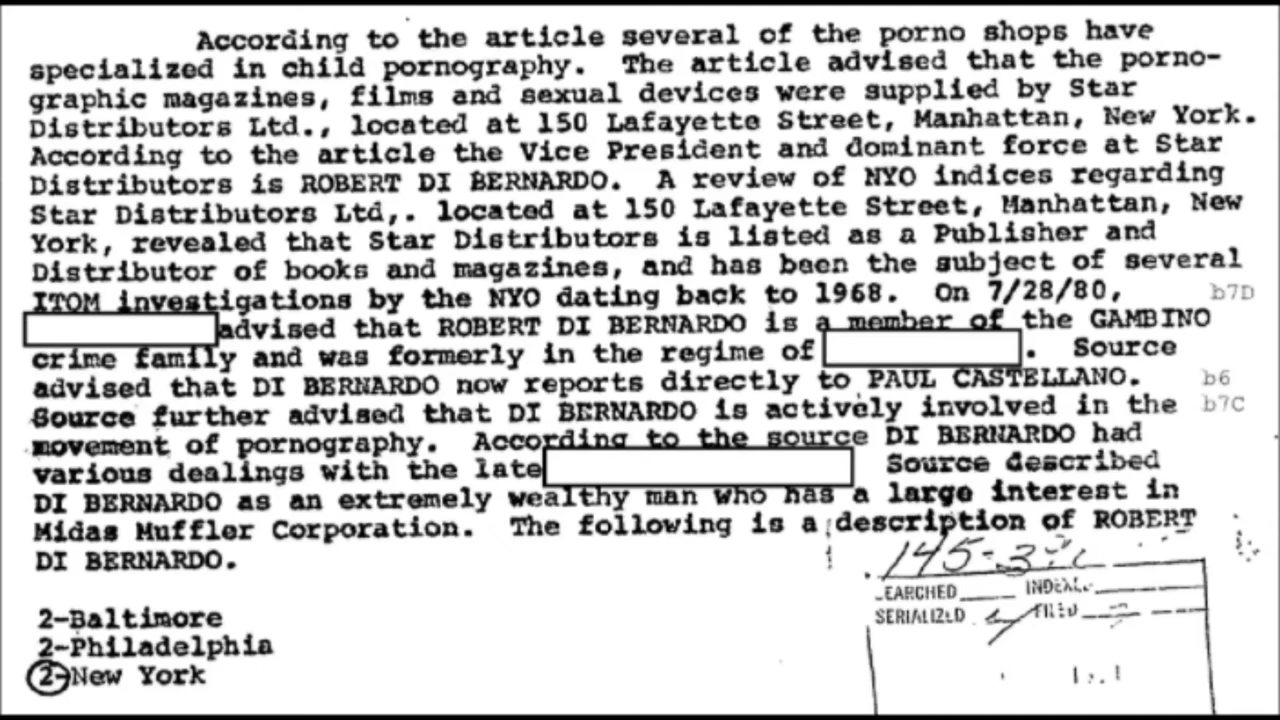 According to the article several of the porno shops have
specialized in child pornography. The article advised that the porno-
graphic magazines, films and sexual devices were supplied by Star
Distributors Ltd., located at 150 Lafayette Street, Manhattan, New York.
According to the article the Vice President and dominant force at Star
Distributors is ROBERT DI BERNARDO. A review of NYO indices regarding
Star Distributors Ltd,. located at 150 Lafayette Street, Manhattan, New
York, revealed that Star Distributors is listed as a Publisher and
Distributor of books and magazines, and has been the subject of several
ITOM investigations by the NYO dating back to 1968. On 7/28/80, b7D
advised that ROBERT DI BERNARDO is a member of the GAMBINO
crime family and was formerly in the regime of . Source
advised that DI BERNARDO now reports directly to PAUL CASTELLANO. b6
Source further advised that DI BERNARDO is actively involved in the b7C
movement of pornography. According to the source DI BERNARDO had
various dealings with the late Source described
DI BERNARDO as an extremely wealthy man who has a large interest in
Midas Muffler Corporation. The following is a description of ROBERT
DI BERNARDO.
145-
EARCHED
SERIALIZED FILED
2-Baltimore
2-Philadelphia
2-New York